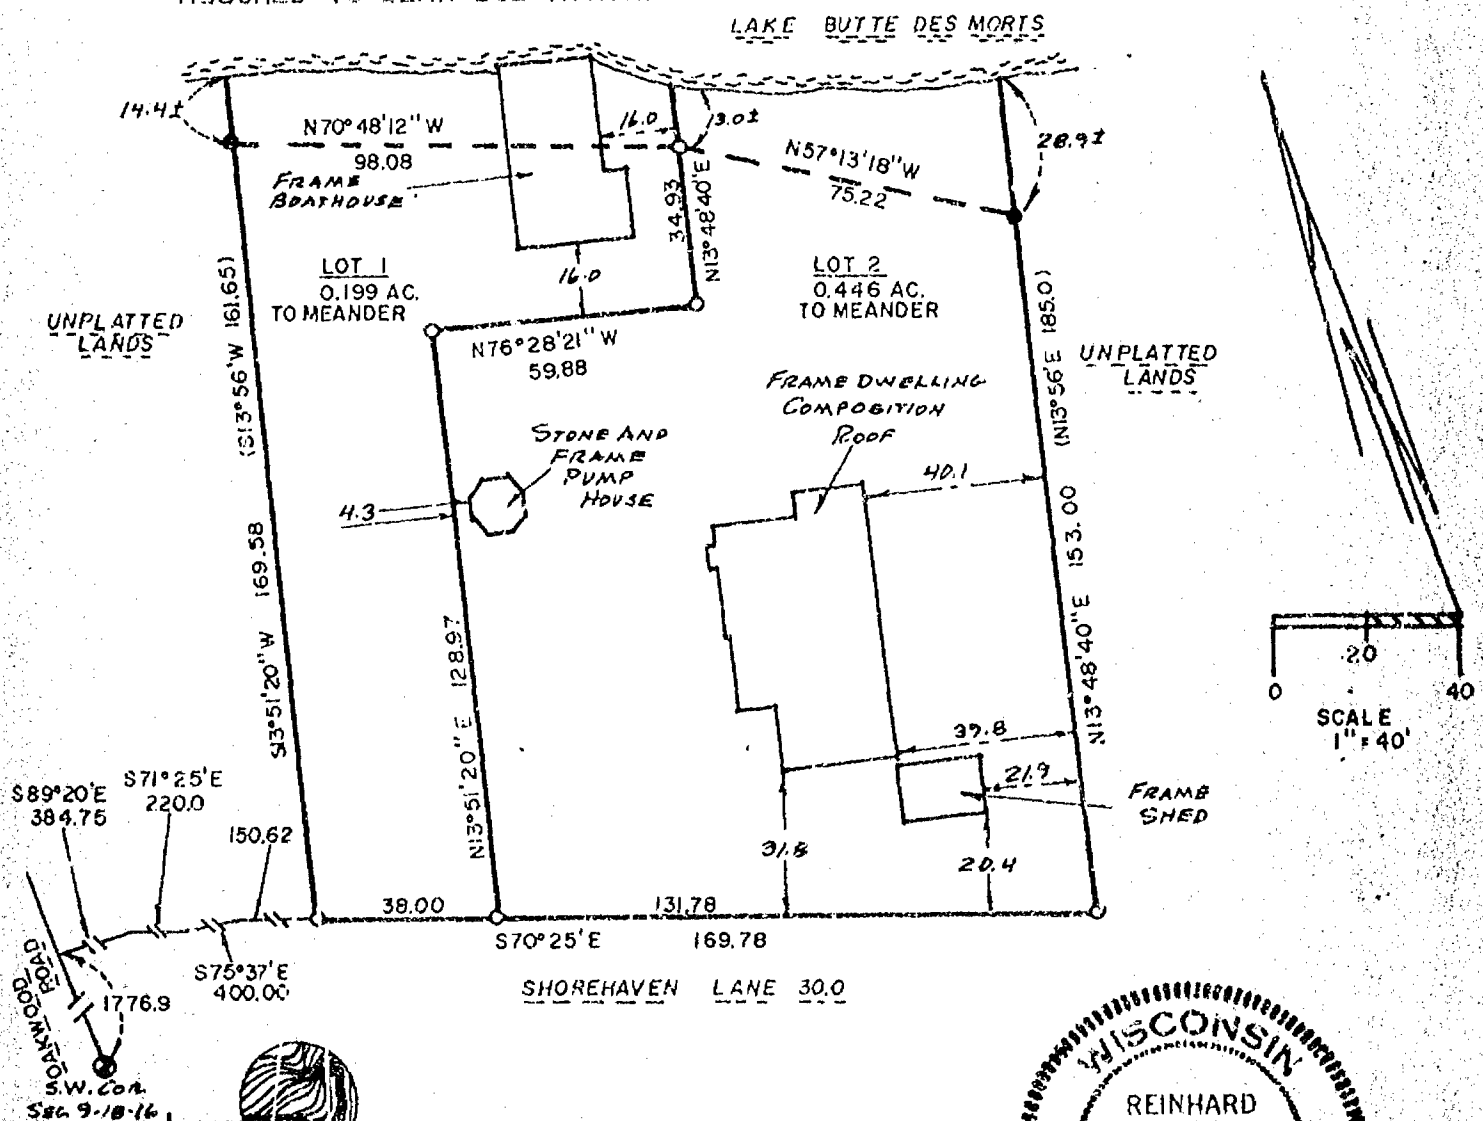 LAKE BUTTE DES MORTS
14.4±
N70°48'12"W
98.08
16.0
3.0±
N57°13'18"W
75.22
28.9±
FRAME
BOATHOUSE
34.93
N13°48'40"E
LOT 1
0.199 AC.
TO MEANDER
16.0
LOT 2
0.446 AC.
TO MEANDER
UNPLATTED
LANDS
(S13°56'W 161.65)
S13°51'20"W 169.58
N76°28'21"W
59.88
(N13°56'E 185.0)
N13°48'40"E 153.00
UNPLATTED
LANDS
FRAME DWELLING
COMPOSITION
ROOF
STONE AND
FRAME
PUMP
HOUSE
4.3
40.1
N13°51'20"E 128.97
39.8
21.9
FRAME
SHED
31.8
20.4
20
0 40
SCALE
1"=40'
S89°20'E
384.75
S71°25'E
220.0
150.62
38.00
131.78
S70°25'E 169.78
S75°37'E
400.00
SHOREHAVEN LANE 30.0
OAKWOOD
ROAD
1776.9
S.W. COR.
SEC. 9-18-16
WISCONSIN
REINHARD